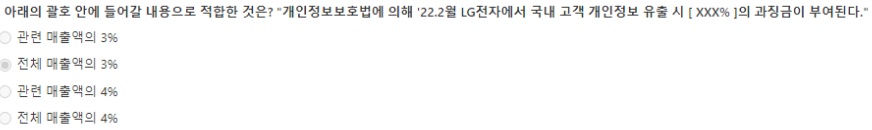 아래의 괄호 안에 들어갈 내용으로 적합한 것은? "개인정보보호법에 의해 '22.2월 LG전자에서 국내 고객 개인정보 유출 시 [ XXX% ]의 과징금이 부여된다."
관련 매출액의 3%
전체 매출액의 3%
관련 매출액의 4%
전체 매출액의 4%